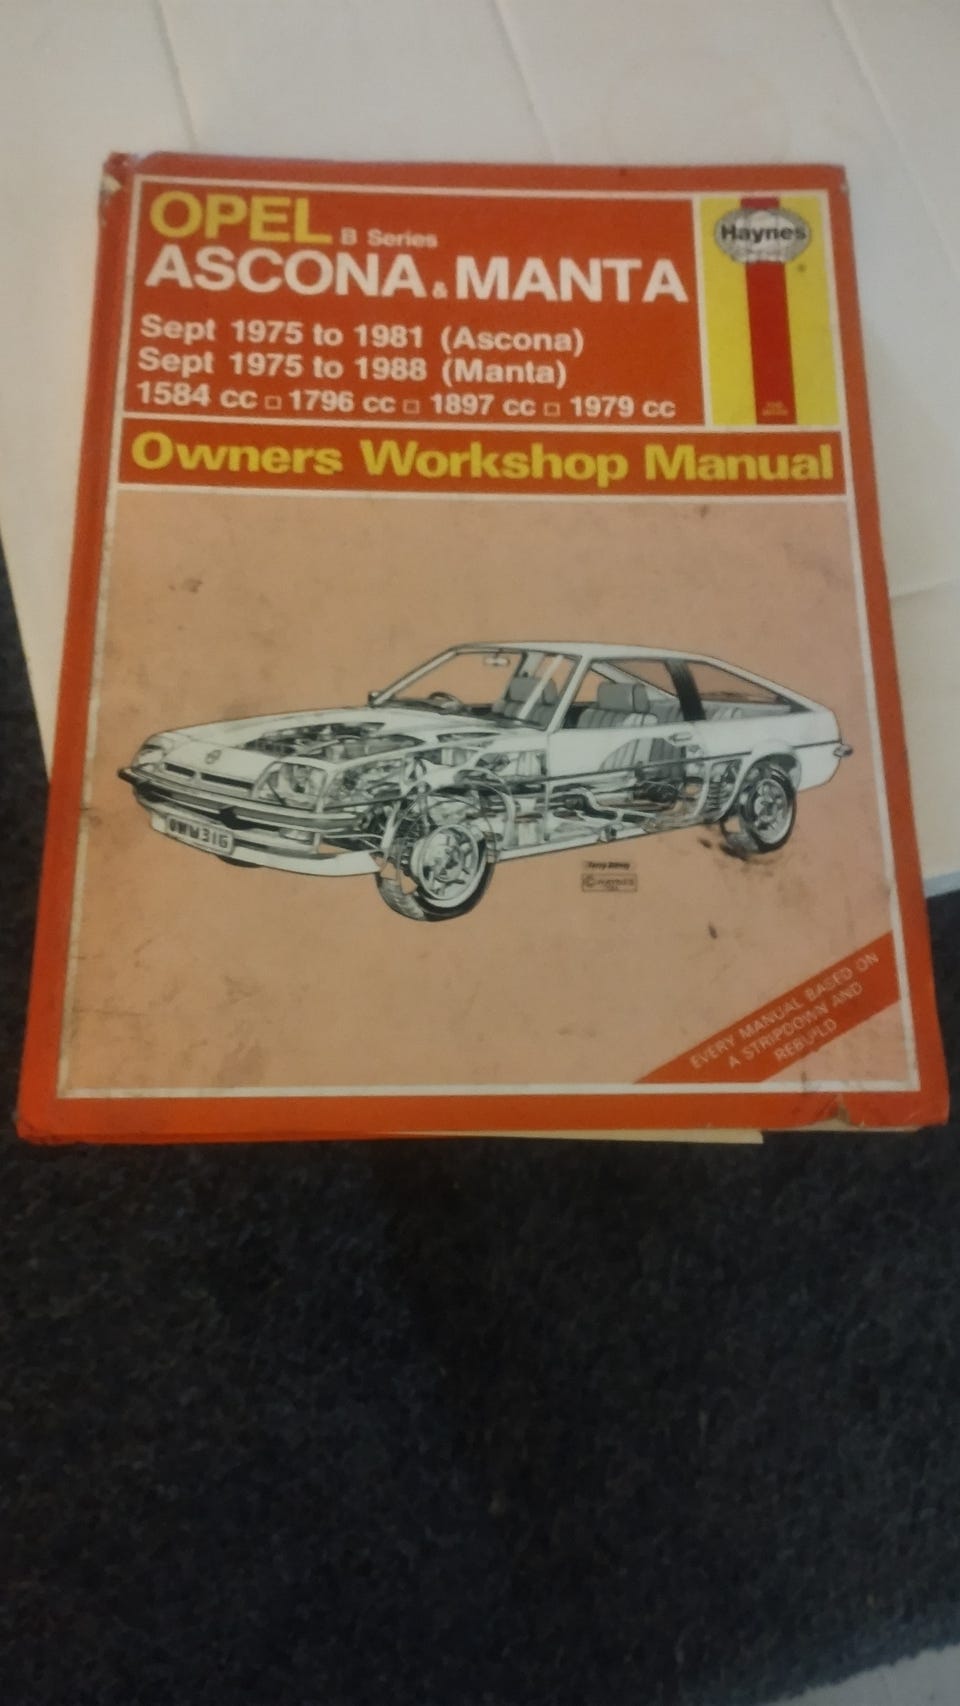 OPEL B Series
ASCONA & MANTA
Sept 1975 to 1981 (Ascona)
Sept 1975 to 1988 (Manta)
1584 cc □ 1796 cc □ 1897 cc □ 1979 cc
Haynes
Owners Workshop Manual
© HAYNES
EVERY MANUAL BASED ON
A STRIPDOWN AND
REBUILD